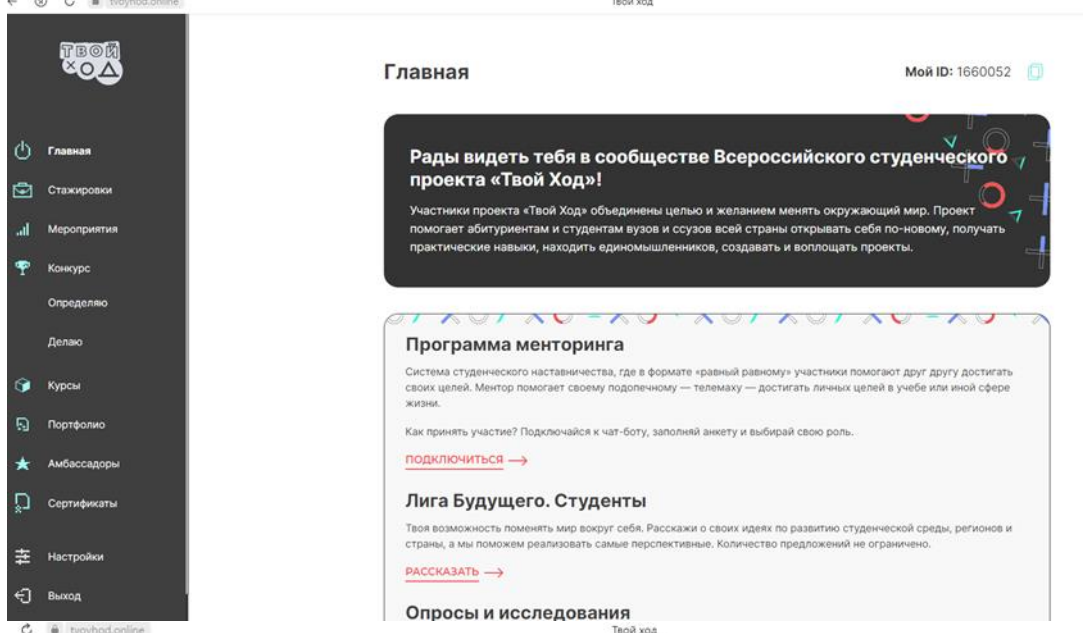 tvoyhod.online
Твой ход
ТВОЙ
ХОД
Главная
Стажировки
Мероприятия
Конкурс
Определяю
Делаю
Курсы
Портфолио
Амбассадоры
Сертификаты
Настройки
Выход
Главная
Мой ID: 1660052
Рады видеть тебя в сообществе Всероссийского студенческого
проекта «Твой Ход»!
Участники проекта «Твой Ход» объединены целью и желанием менять окружающий мир. Проект
помогает абитуриентам и студентам вузов и ссузов всей страны открывать себя по-новому, получать
практические навыки, находить единомышленников, создавать и воплощать проекты.
Программа менторинга
Система студенческого наставничества, где в формате «равный равному» участники помогают друг другу достигать
своих целей. Ментор помогает своему подопечному — телемаху — достигать личных целей в учебе или иной сфере
жизни.
Как принять участие? Подключайся к чат-боту, заполняй анкету и выбирай свою роль.
ПОДКЛЮЧИТЬСЯ
Лига Будущего. Студенты
Твоя возможность поменять мир вокруг себя. Расскажи о своих идеях по развитию студенческой среды, регионов и
страны, а мы поможем реализовать самые перспективные. Количество предложений не ограничено.
РАССКАЗАТЬ
Опросы и исследования
tvoyhod.online
Твой ход